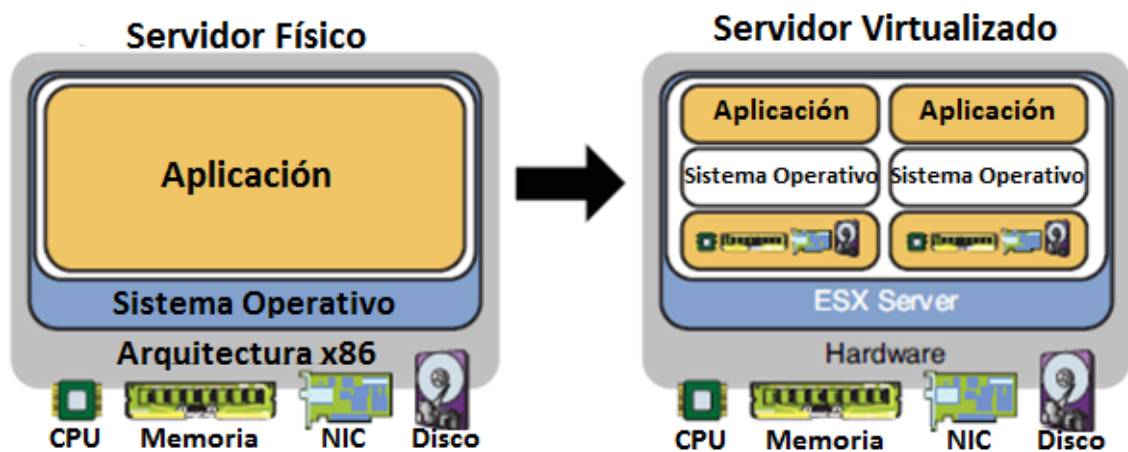 Servidor Físico
Aplicación
Sistema Operativo
Arquitectura x86
CPU
Memoria
NIC
Disco
Servidor Virtualizado
Aplicación
Aplicación
Sistema Operativo
Sistema Operativo
ESX Server
Hardware
CPU
Memoria
NIC
Disco